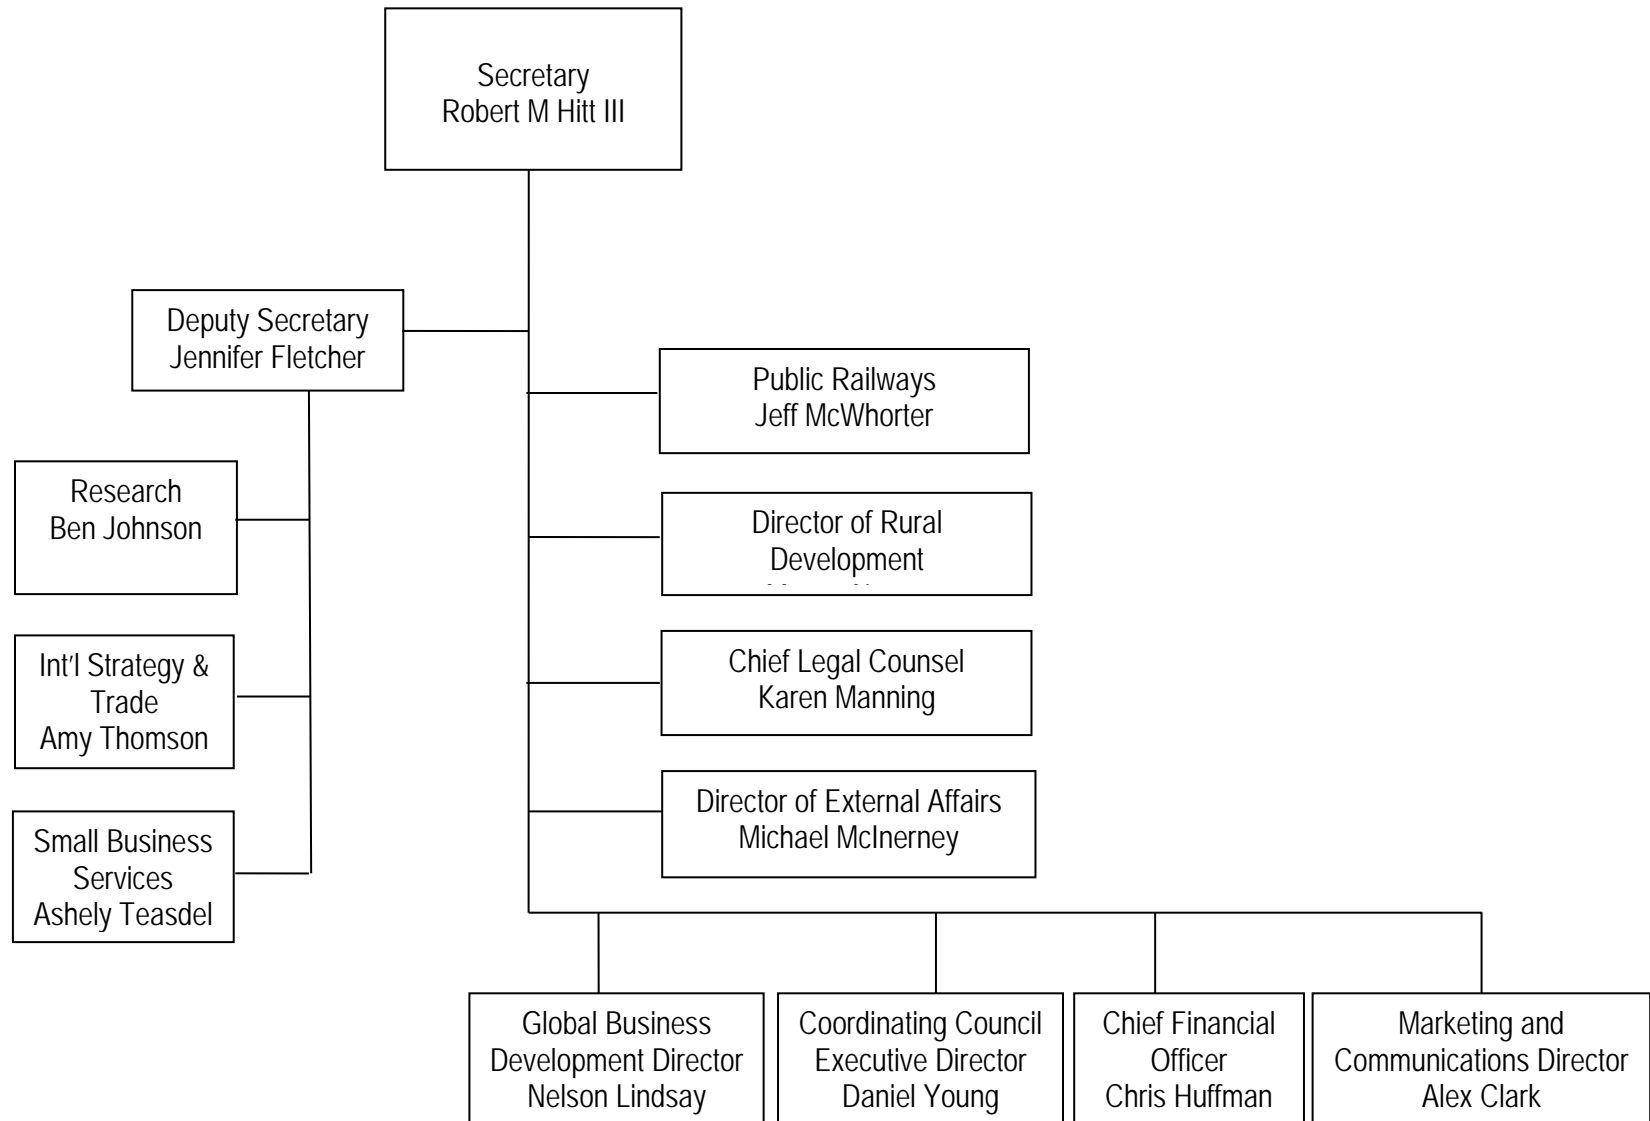 Secretary
Robert M Hitt III
Deputy Secretary
Jennifer Fletcher
Public Railways
Jeff McWhorter
Research
Ben Johnson
Director of Rural
Development
Int'l Strategy &
Trade
Amy Thomson
Chief Legal Counsel
Karen Manning
Director of External Affairs
Michael McInerney
Small Business
Services
Ashely Teasdel
Global Business
Development Director
Nelson Lindsay
Coordinating Council
Executive Director
Daniel Young
Chief Financial
Officer
Chris Huffman
Marketing and
Communications Director
Alex Clark